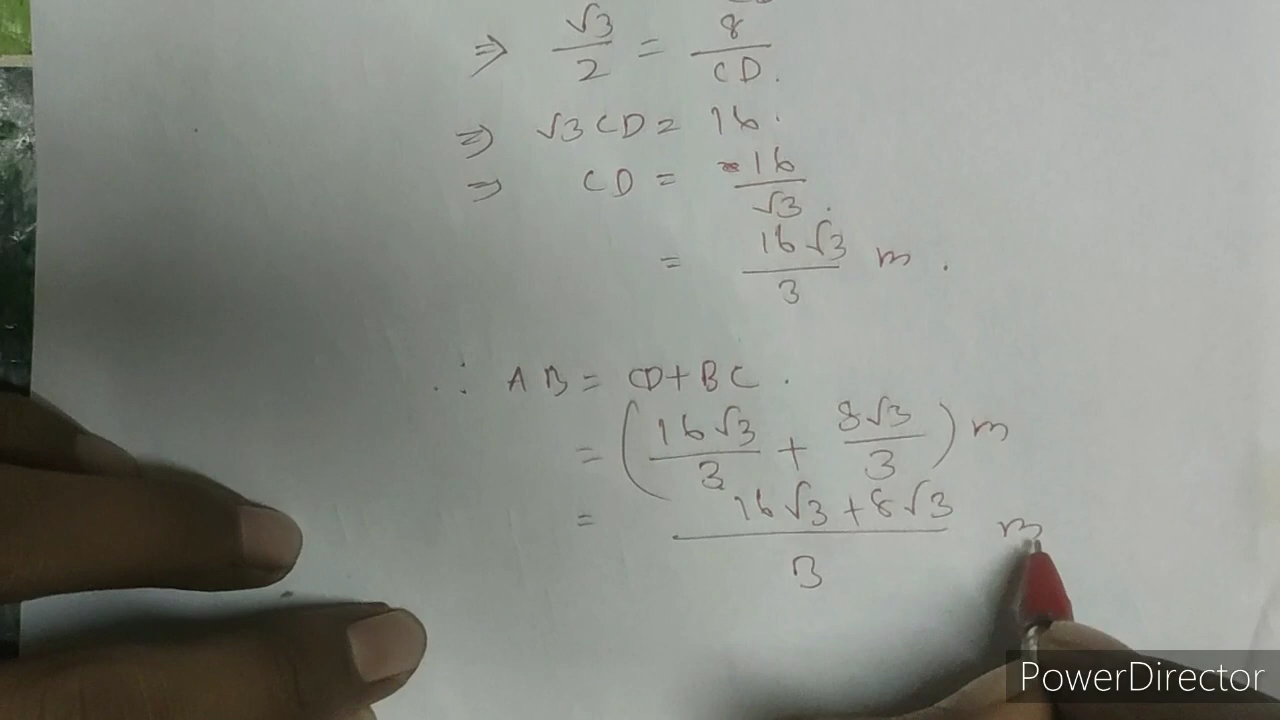 ⇒ √3/2 = 8/CD.
⇒ √3 CD = 16.
⇒ CD = 16/√3.
= 16√3/3 m.
∴ AB = CD + BC.
= (16√3/3 + 8√3/3) m
= 16√3 + 8√3/3 m
PowerDirector